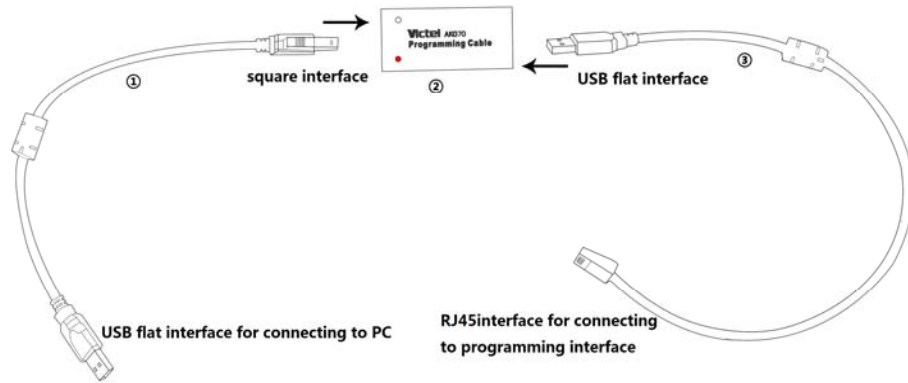 Victel AK070
Programming Cable
①
square interface
②
USB flat interface
③
USB flat interface for connecting to PC
RJ45interface for connecting
to programming interface